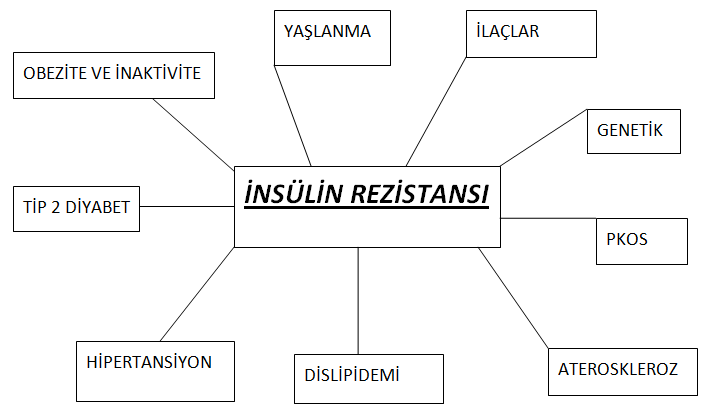 YAŞLANMA
İLAÇLAR
OBEZİTE VE İNAKTİVİTE
GENETİK
İNSÜLİN REZİSTANSI
TİP 2 DİYABET
PKOS
HİPERTANSİYON
DİSLİPİDEMİ
ATEROSKLEROZ